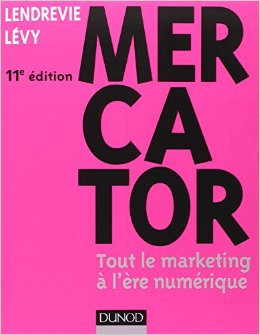 LENDREVIE
LÉVY
11e édition
MER
CA
TOR
Tout le marketing
à l'ère numérique
DUNOD